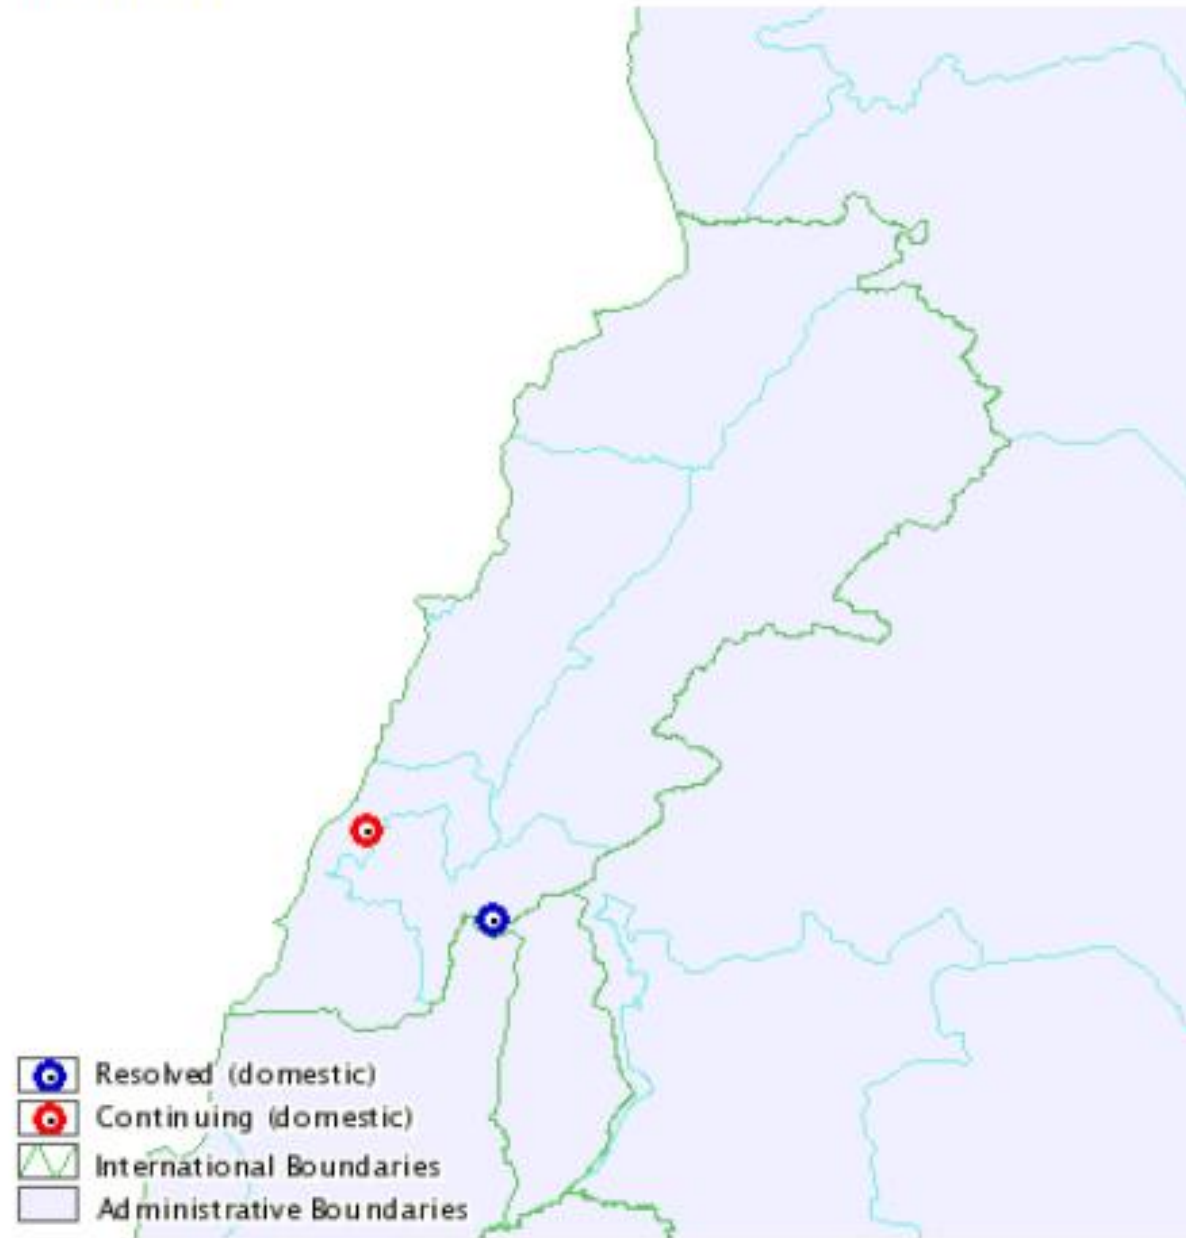 Resolved (domestic)
Continuing (domestic)
International Boundaries
Administrative Boundaries